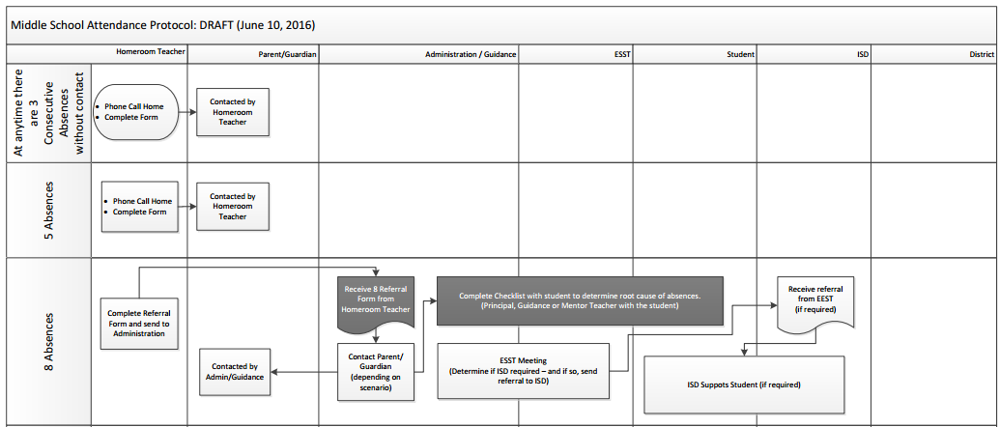 Middle School Attendance Protocol: DRAFT (June 10, 2016)
Homeroom Teacher
Parent/Guardian
Administration / Guidance
ESST
Student
ISD
District
At anytime there
are 3
Consecutive
Absences
without contact
• Phone Call Home
• Complete Form
Contacted by
Homeroom
Teacher
5 Absences
• Phone Call Home
• Complete Form
Contacted by
Homeroom
Teacher
8 Absences
Complete Referral
Form and send to
Administration
Contacted by
Admin/Guidance
Receive 8 Referral
Form from
Homeroom Teacher
Contact Parent/
Guardian
(depending on
scenario)
Complete Checklist with student to determine root cause of absences.
(Principal, Guidance or Mentor Teacher with the student)
ESST Meeting
(Determine if ISD required – and if so, send
referral to ISD)
Receive referral
from EEST
(if required)
ISD Suppots Student (if required)